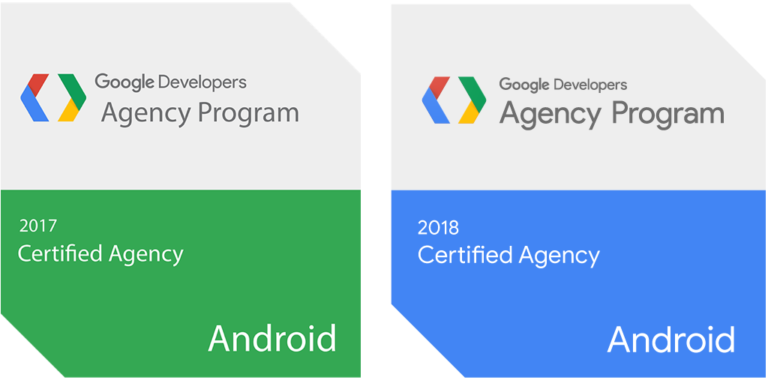 Google Developers
Agency Program
2017
Certified Agency
Android
Google Developers
Agency Program
2018
Certified Agency
Android